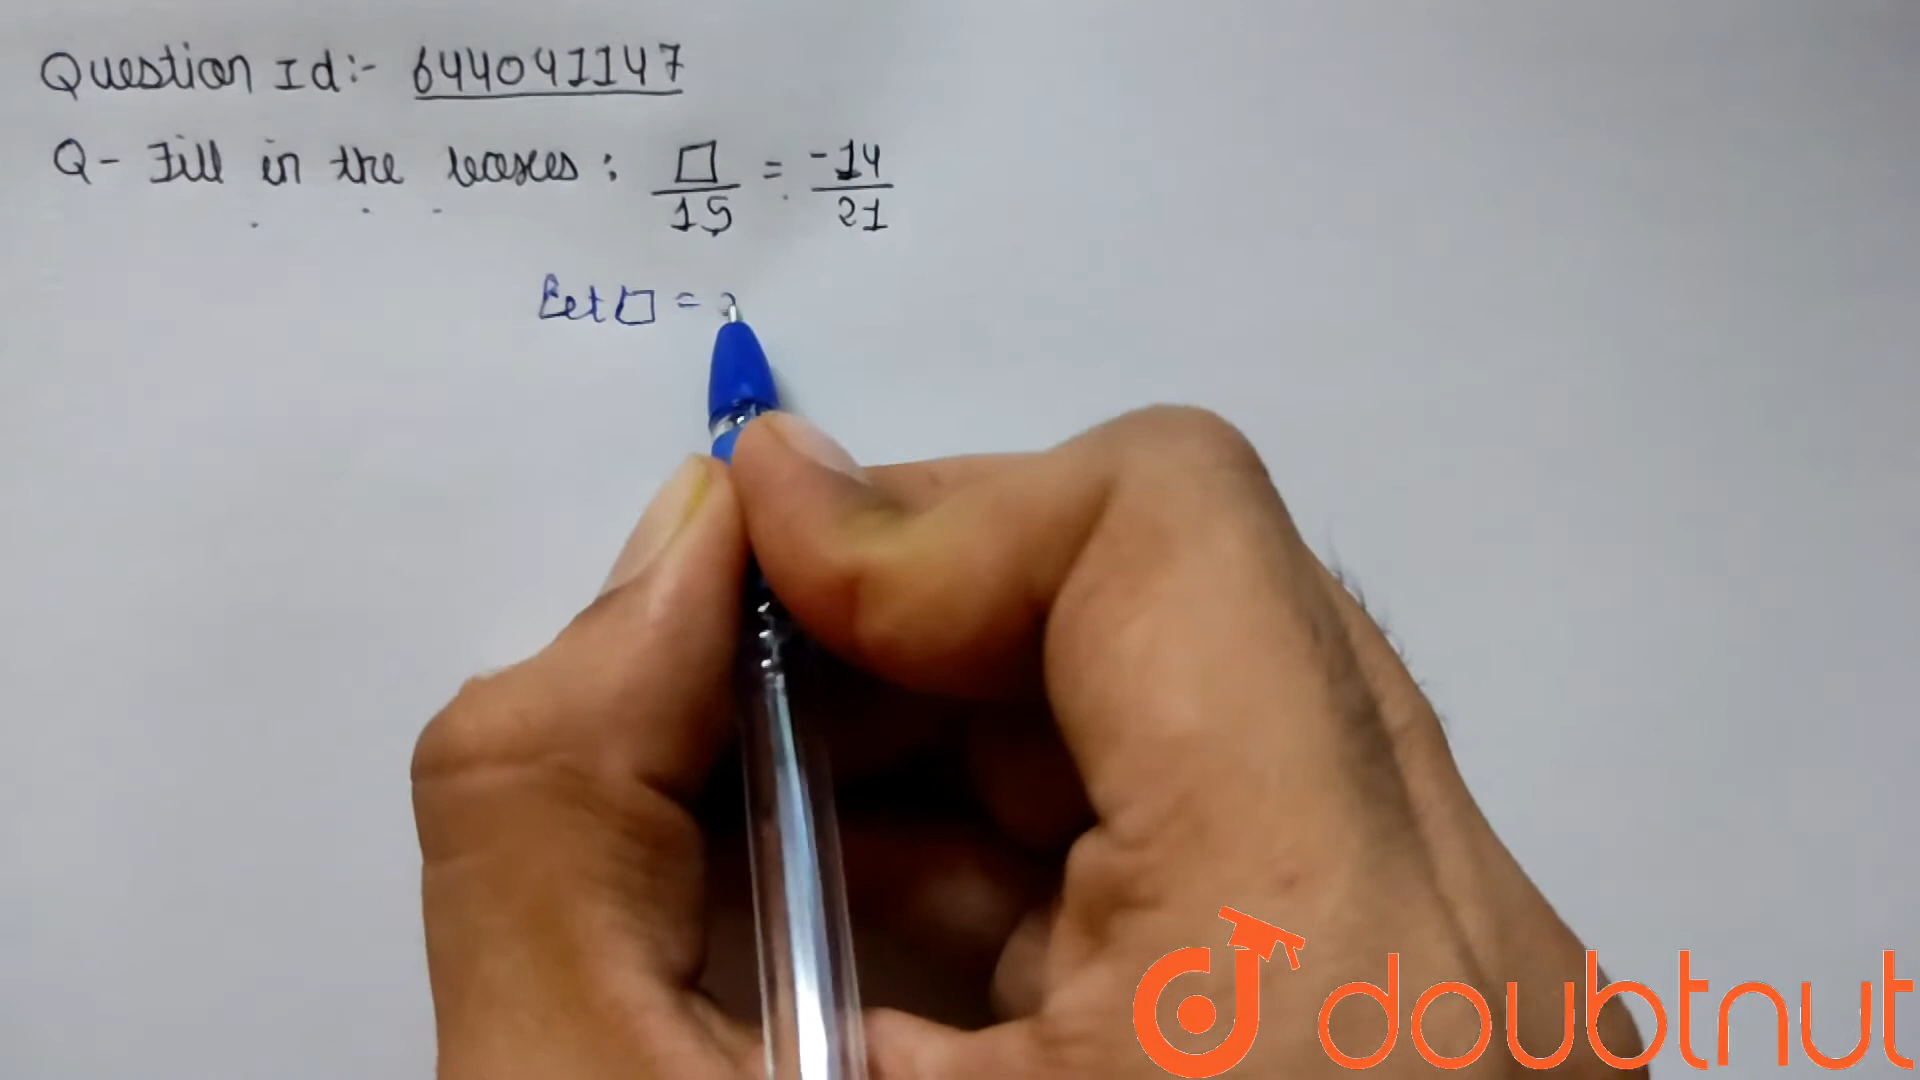 Question Id:- 644041147
Q- Fill in the boxes: □/15 = -14/21
Let □ =
doubtnut